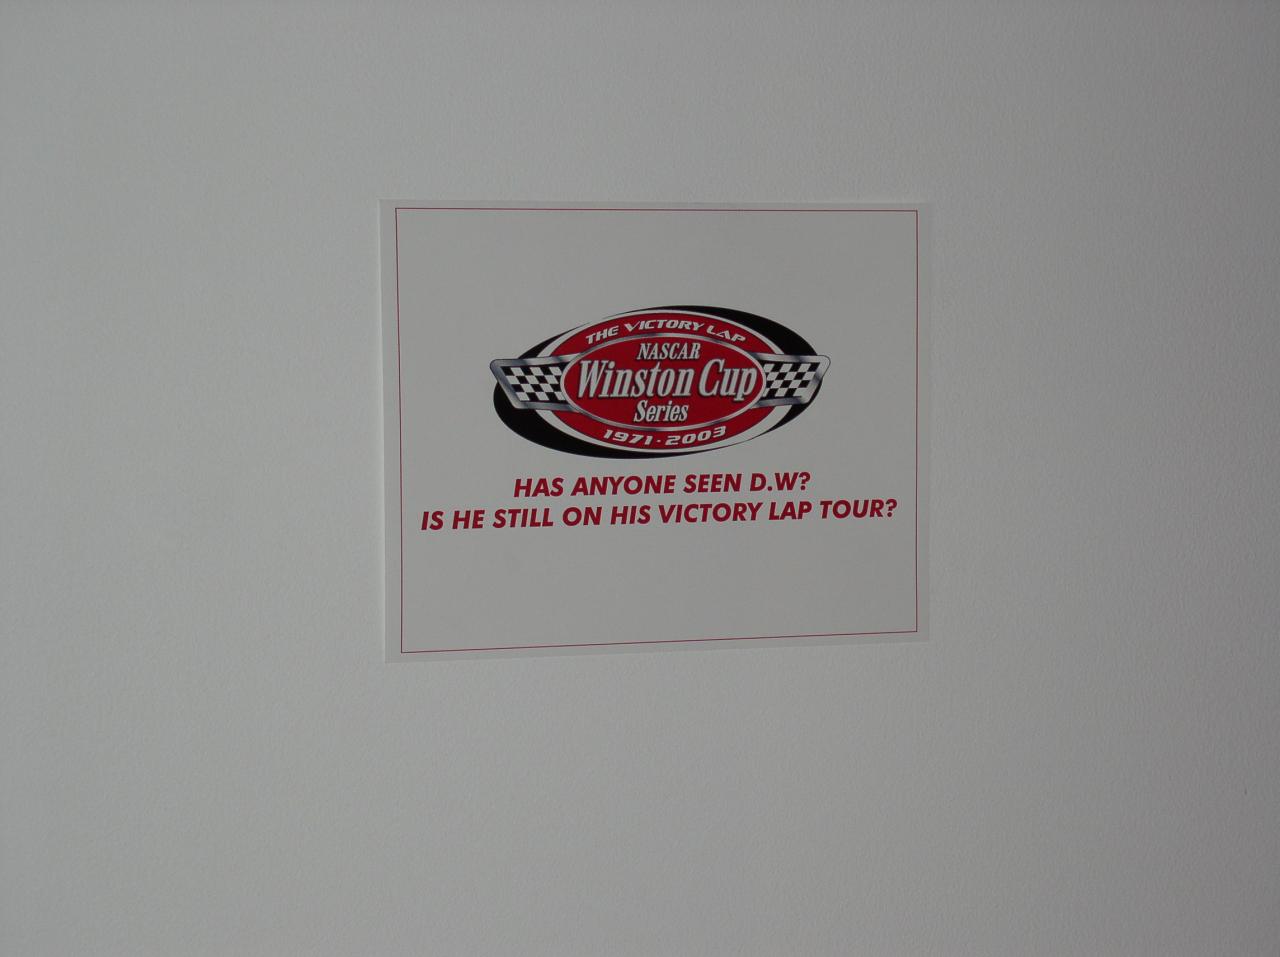 THE VICTORY LAP
NASCAR
Winston Cup
Series
1971-2003
HAS ANYONE SEEN D.W?
IS HE STILL ON HIS VICTORY LAP TOUR?